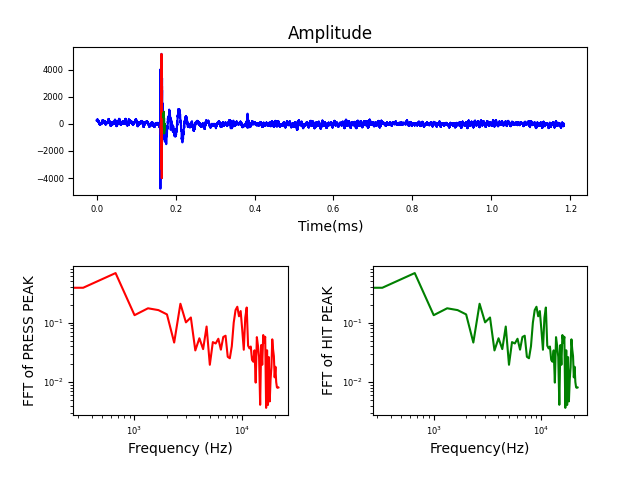 Amplitude
4000
2000
0
−2000
−4000
0.0 0.2 0.4 0.6 0.8 1.0 1.2
Time(ms)
FFT of PRESS PEAK
10⁻¹
10⁻²
10³ 10⁴
Frequency (Hz)
FFT of HIT PEAK
10⁻¹
10⁻²
10³ 10⁴
Frequency(Hz)